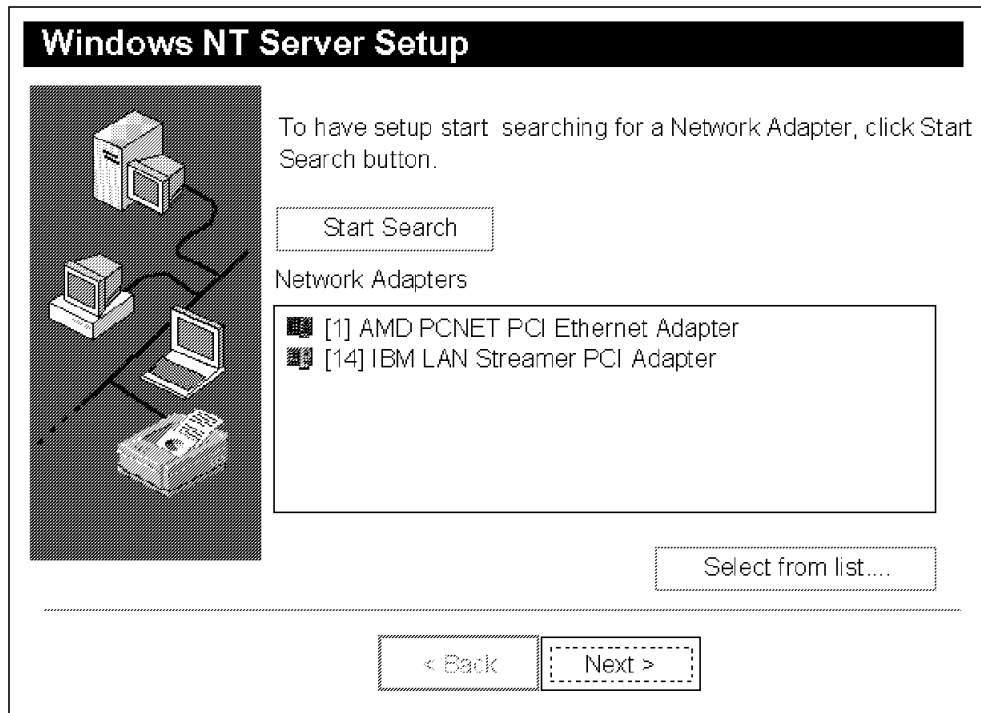 Windows NT Server Setup
To have setup start searching for a Network Adapter, click Start
Search button.
Start Search
Network Adapters
[1] AMD PCNET PCI Ethernet Adapter
[14] IBM LAN Streamer PCI Adapter
Select from list....
< Back
Next >